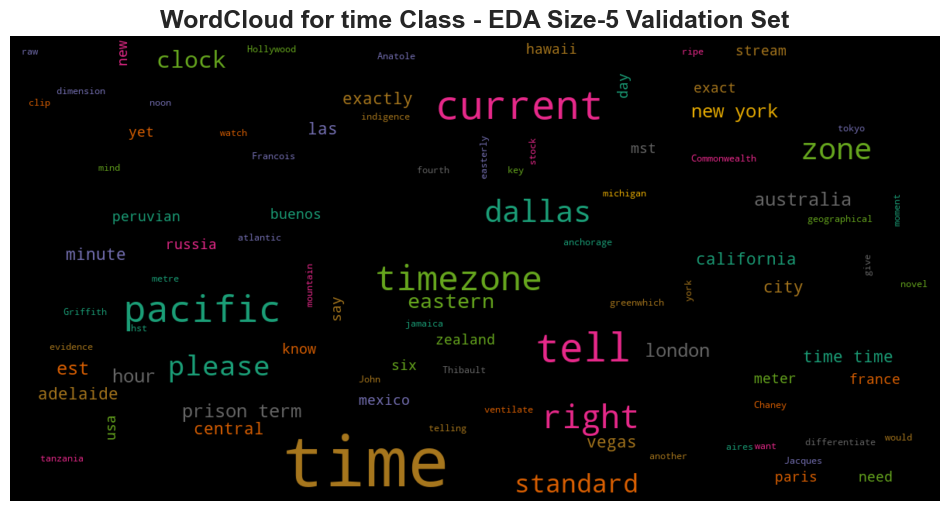 WordCloud for time Class - EDA Size-5 Validation Set
raw
new
clock
Hollywood
Anatole
hawaii
ripe
stream
dimension
clip
noon
exactly
indigence
current
day
exact
new york
yet
watch
las
tokyo
mind
Francois
fourth
easterly
key
stock
mst
Commonwealth
zone
michigan
australia
geographical
moment
peruvian
buenos
dallas
minute
russia
atlantic
anchorage
california
give
metre
mountain
timezone
city
york
novel
Griffith
pacific
hst
say
eastern
greenwhich
jamaica
evidence
know
zealand
tell
london
time time
est
hour
please
six
Thibault
meter
france
adelaide
John
mexico
usa
prison term
central
ventilate
right
Chaney
telling
vegas
aires
want
differentiate
would
tanzania
time
another
Jacques
standard
paris
need